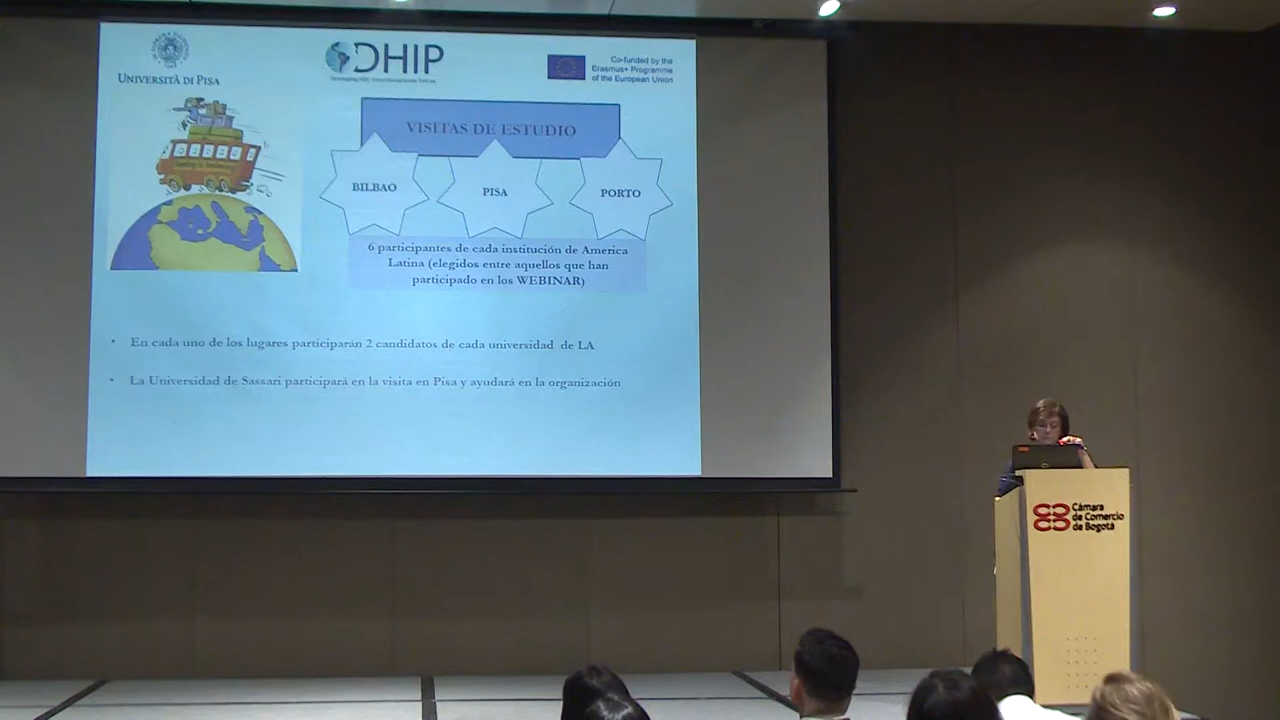 UNIVERSITÀ DI PISA
DHIP
Co-funded by the
Erasmus+ Programme
of the European Union
VISITAS DE ESTUDIO
BILBAO
PISA
PORTO
6 participantes de cada institución de America
Latina (elegidos entre aquellos que han
participado en los WEBINAR)
• En cada uno de los lugares participarán 2 candidatos de cada universidad de LA
• La Universidad de Sassari participará en la visita en Pisa y ayudará en la organización
Cámara
de Comercio
de Bogotá